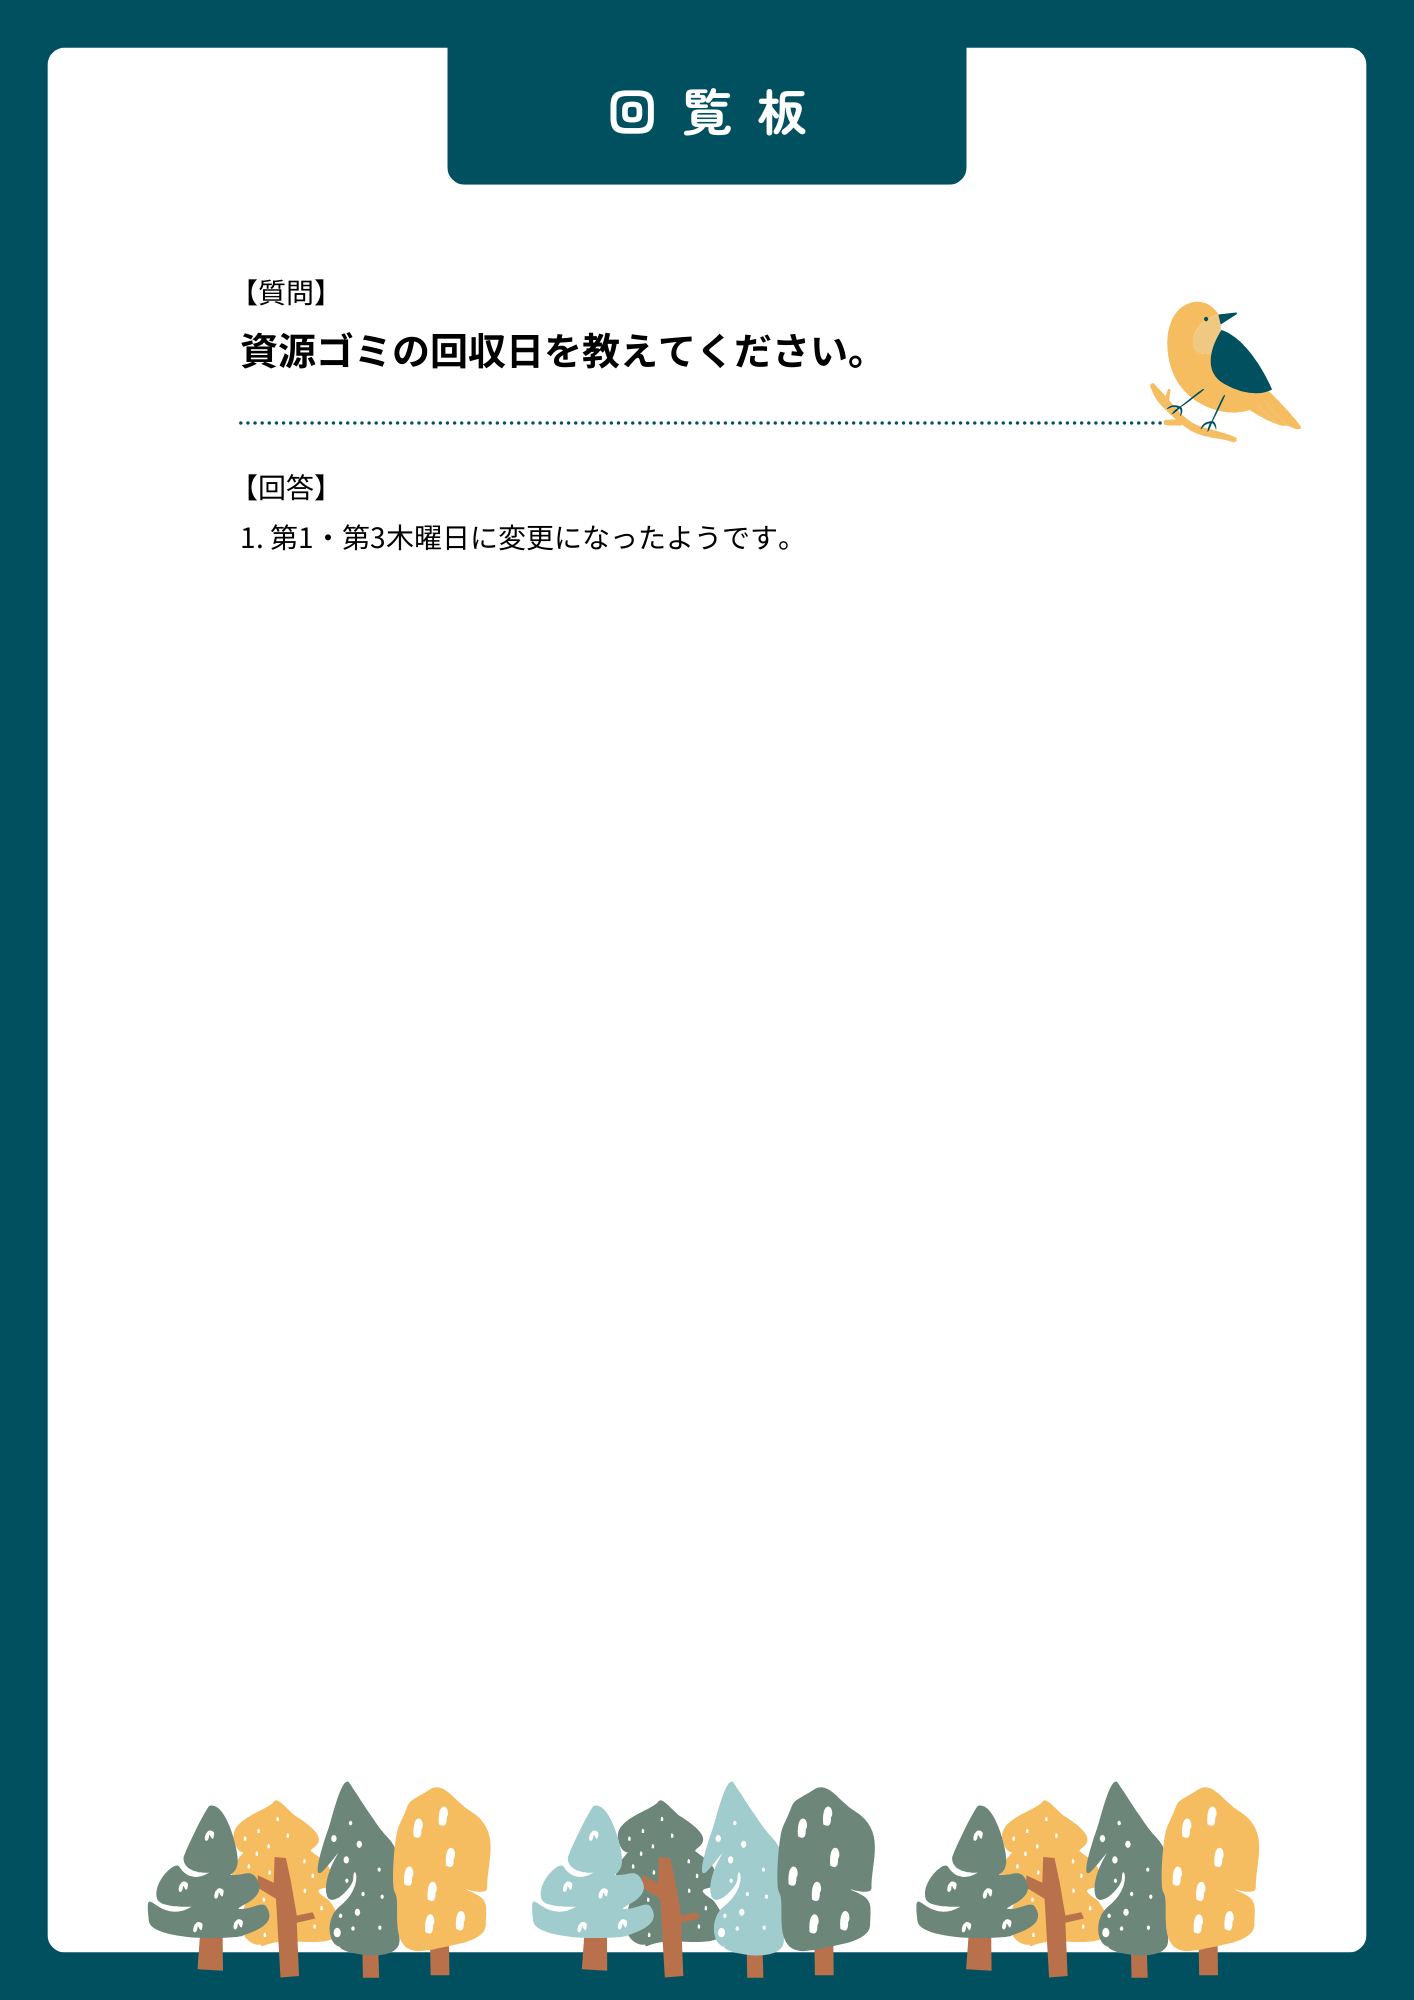 回覧板
【質問】
資源ゴミの回収日を教えてください。
【回答】
1. 第1・第3木曜日に変更になったようです。